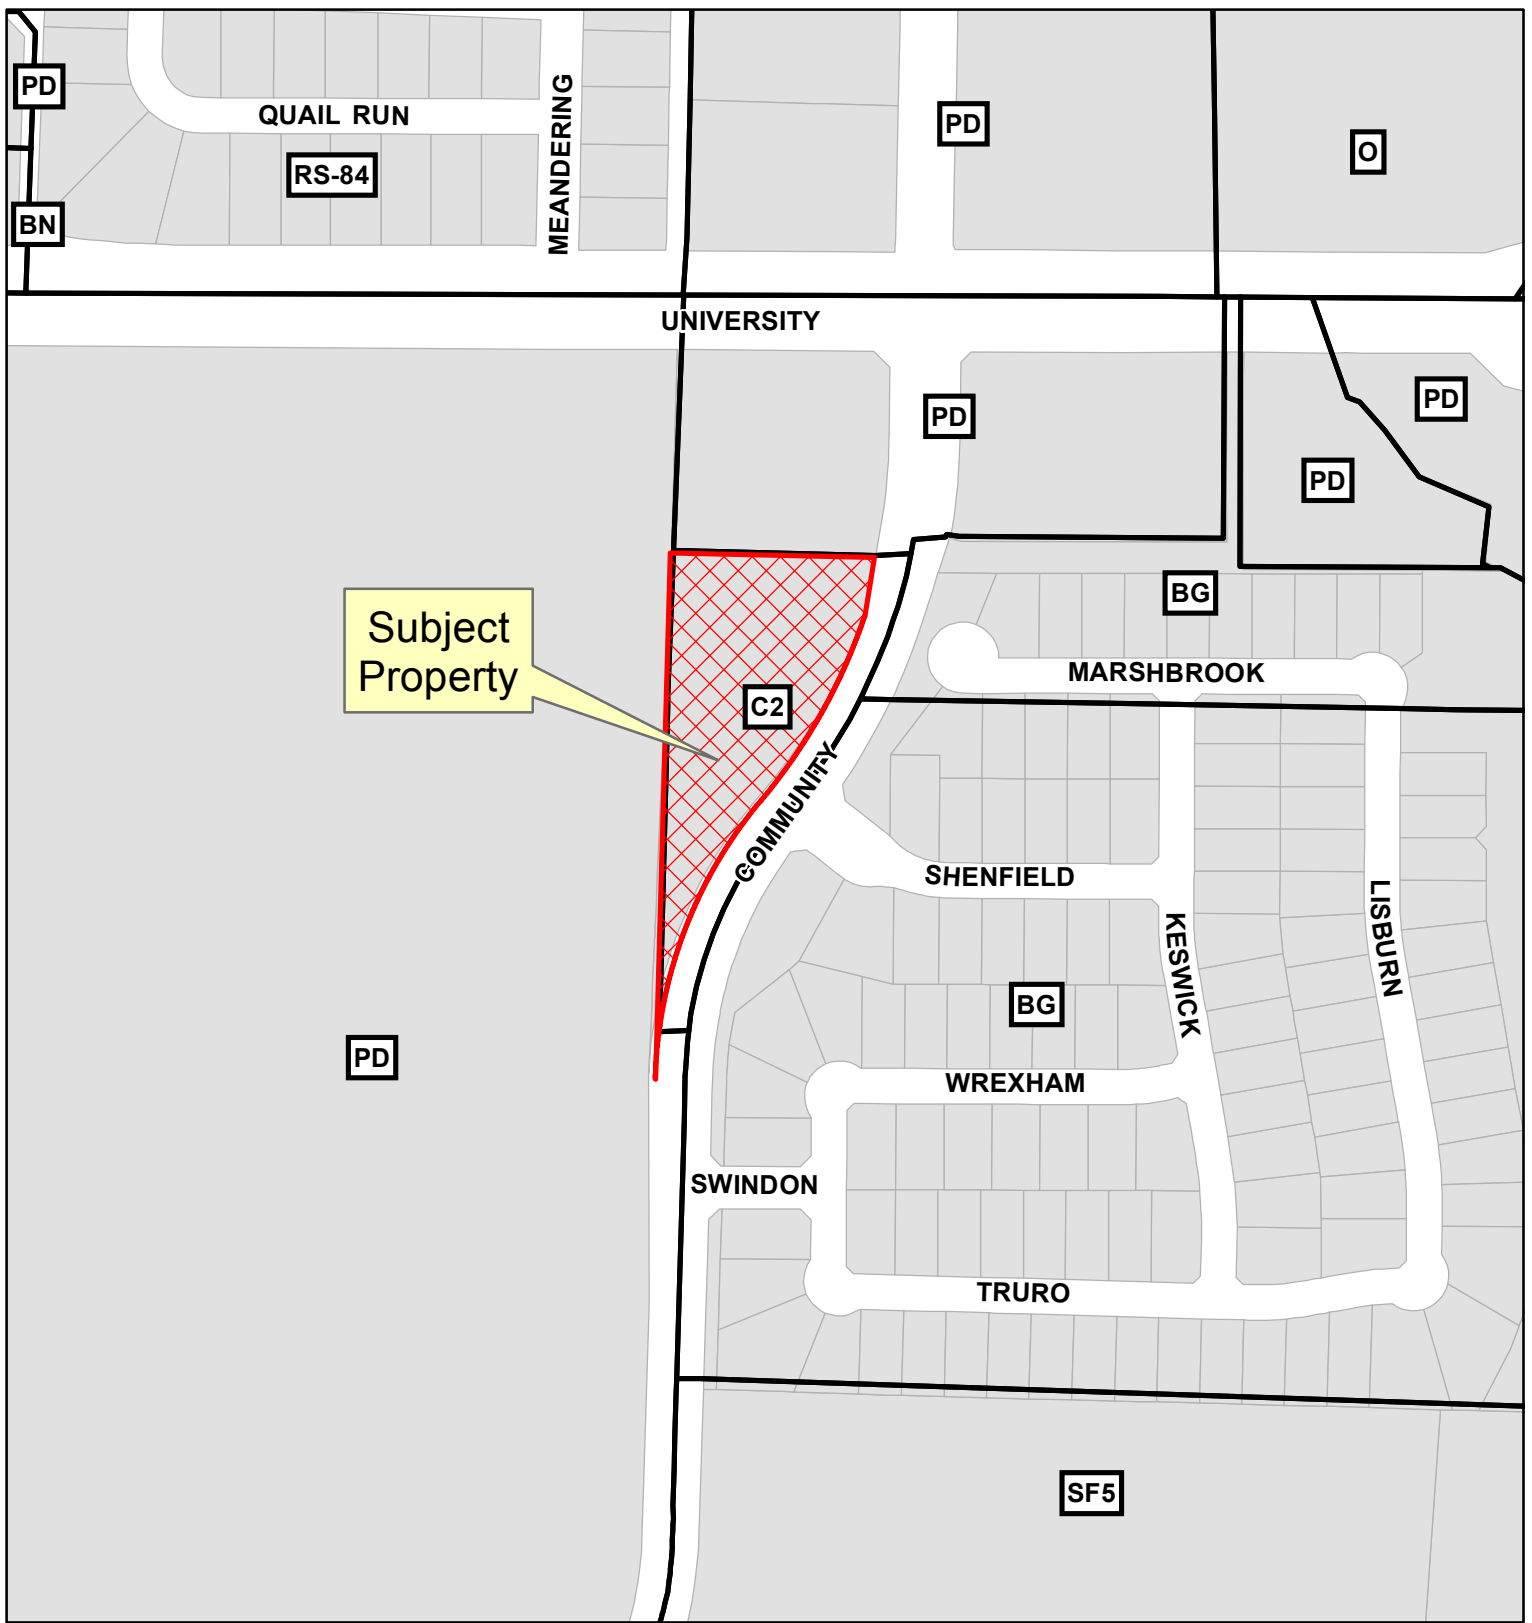 PD
QUAIL RUN
MEANDERING
PD
O
RS-84
BN
UNIVERSITY
PD
PD
PD
BG
Subject
Property
MARSHBROOK
C2
COMMUNITY
SHENFIELD
LISBURN
KESWICK
BG
PD
WREXHAM
SWINDON
TRURO
SF5